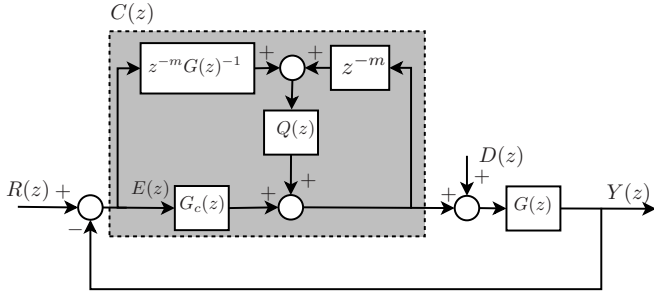 C(z)
z^{-m}G(z)^{-1}
+
+
z^{-m}
Q(z)
R(z) +
−
E(z)
G_c(z)
+
+
+
D(z)
+
G(z)
Y(z)